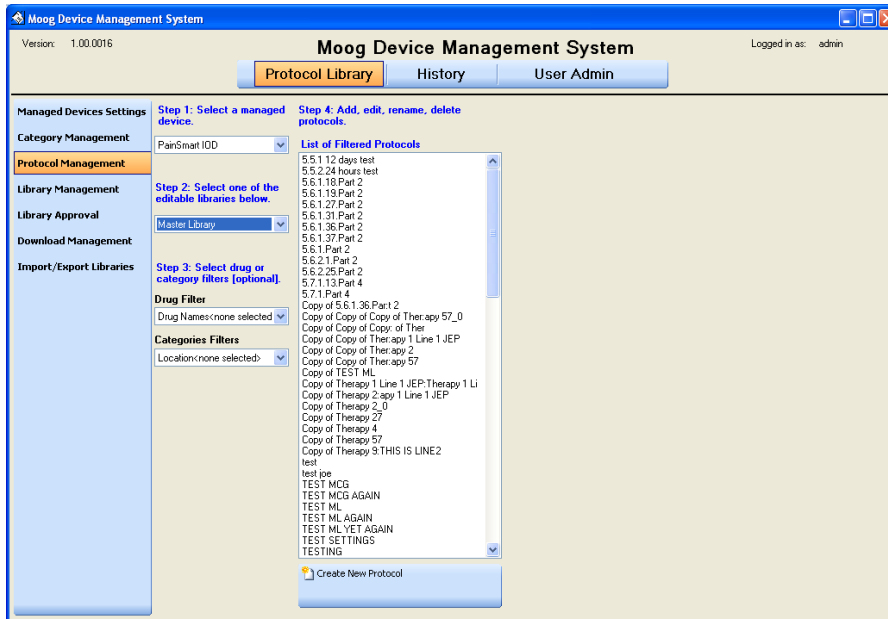 Moog Device Management System
Version: 1.00.0016
Moog Device Management System
Logged in as: admin
Protocol Library
History
User Admin
Managed Devices Settings
Category Management
Protocol Management
Library Management
Library Approval
Download Management
Import/Export Libraries
Step 1: Select a managed
device.
PainSmart IOD
Step 2: Select one of the
editable libraries below.
Master Library
Step 3: Select drug or
category filters [optional].
Drug Filter
Drug Names<none selected
Categories Filters
Location<none selected>
Step 4: Add, edit, rename, delete
protocols.
List of Filtered Protocols
5.5.1 12 days test
5.5.2.24 hours test
5.6.1.18.Part 2
5.6.1.19.Part 2
5.6.1.27.Part 2
5.6.1.31.Part 2
5.6.1.36.Part 2
5.6.1.37.Part 2
5.6.1.Part 2
5.6.2.1.Part 2
5.6.2.25.Part 2
5.7.1.13.Part 4
5.7.1.Part 4
Copy of 5.6.1.36.Par:t 2
Copy of Copy of Copy of Ther:apy 57_0
Copy of Copy of Copy: of Ther
Copy of Copy of Ther:apy 1 Line 1 JEP
Copy of Copy of Ther:apy 2
Copy of Copy of Ther:apy 57
Copy of TEST ML
Copy of Therapy 1 Line 1 JEP:Therapy 1 Li
Copy of Therapy 2:apy 1 Line 1 JEP
Copy of Therapy 2_0
Copy of Therapy 27
Copy of Therapy 4
Copy of Therapy 57
Copy of Therapy 9:THIS IS LINE2
test
test joe
TEST MCG
TEST MCG AGAIN
TEST ML
TEST ML AGAIN
TEST ML YET AGAIN
TEST SETTINGS
TESTING
Create New Protocol